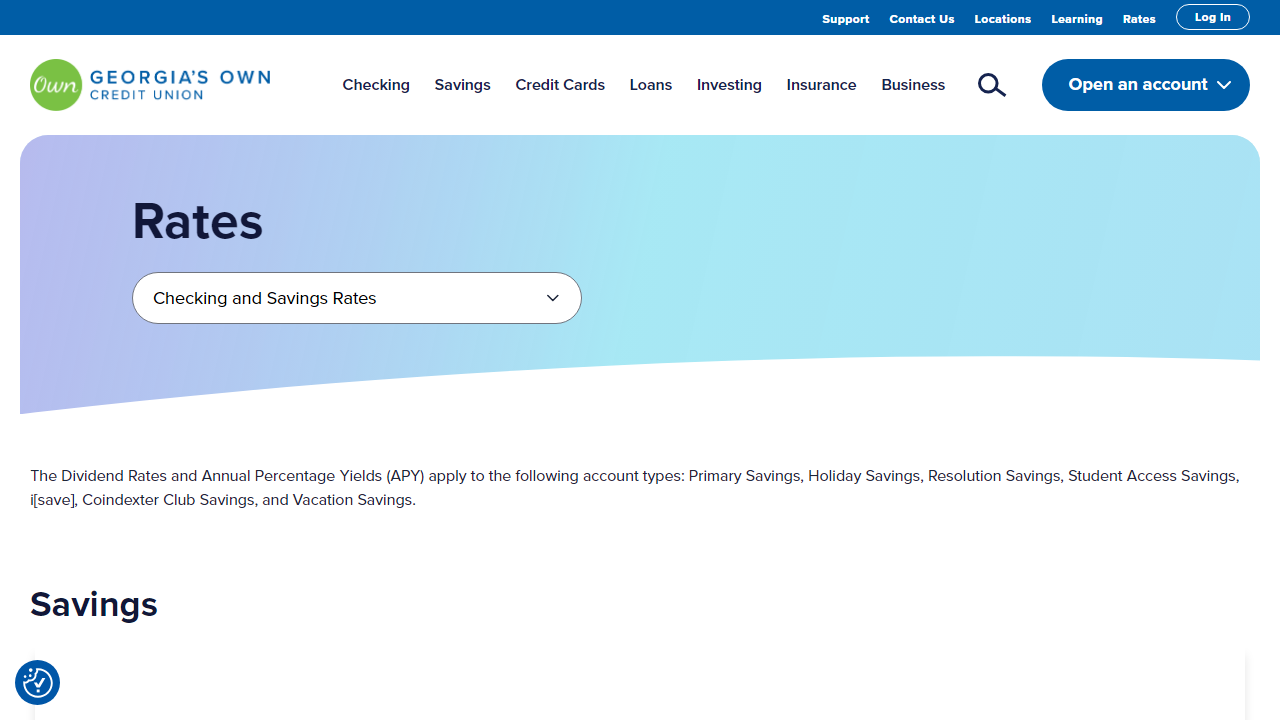 Support Contact Us Locations Learning Rates Log In
Own GEORGIA'S OWN
CREDIT UNION
Checking Savings Credit Cards Loans Investing Insurance Business Open an account
Rates
Checking and Savings Rates
The Dividend Rates and Annual Percentage Yields (APY) apply to the following account types: Primary Savings, Holiday Savings, Resolution Savings, Student Access Savings,
i[save], Coindexter Club Savings, and Vacation Savings.
Savings